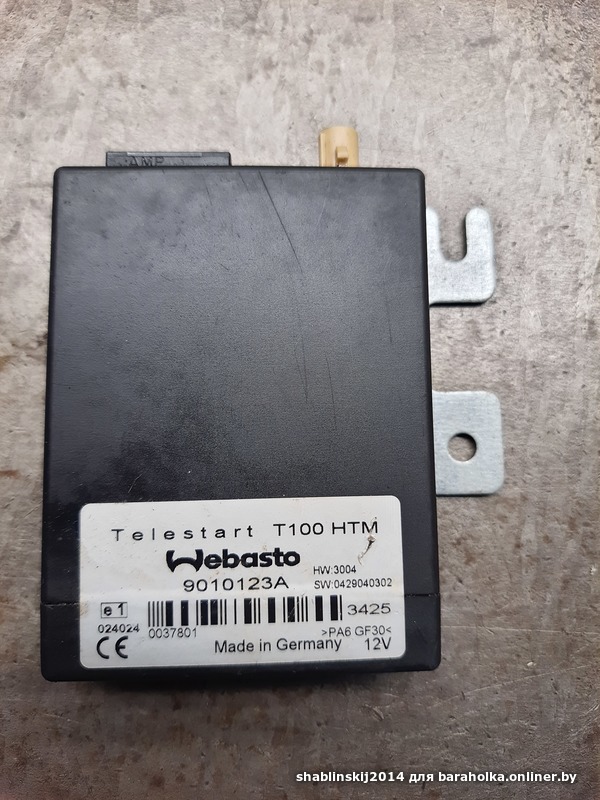 AMP
Telestart T100 HTM
Webasto
HW:3004
9010123A
SW:0429040302
e1
3425
024024
0037801
>PA6 GF30<
CE
Made in Germany
12V
shablinskij2014 для baraholka.onliner.by